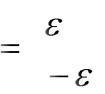 = ε
− ε